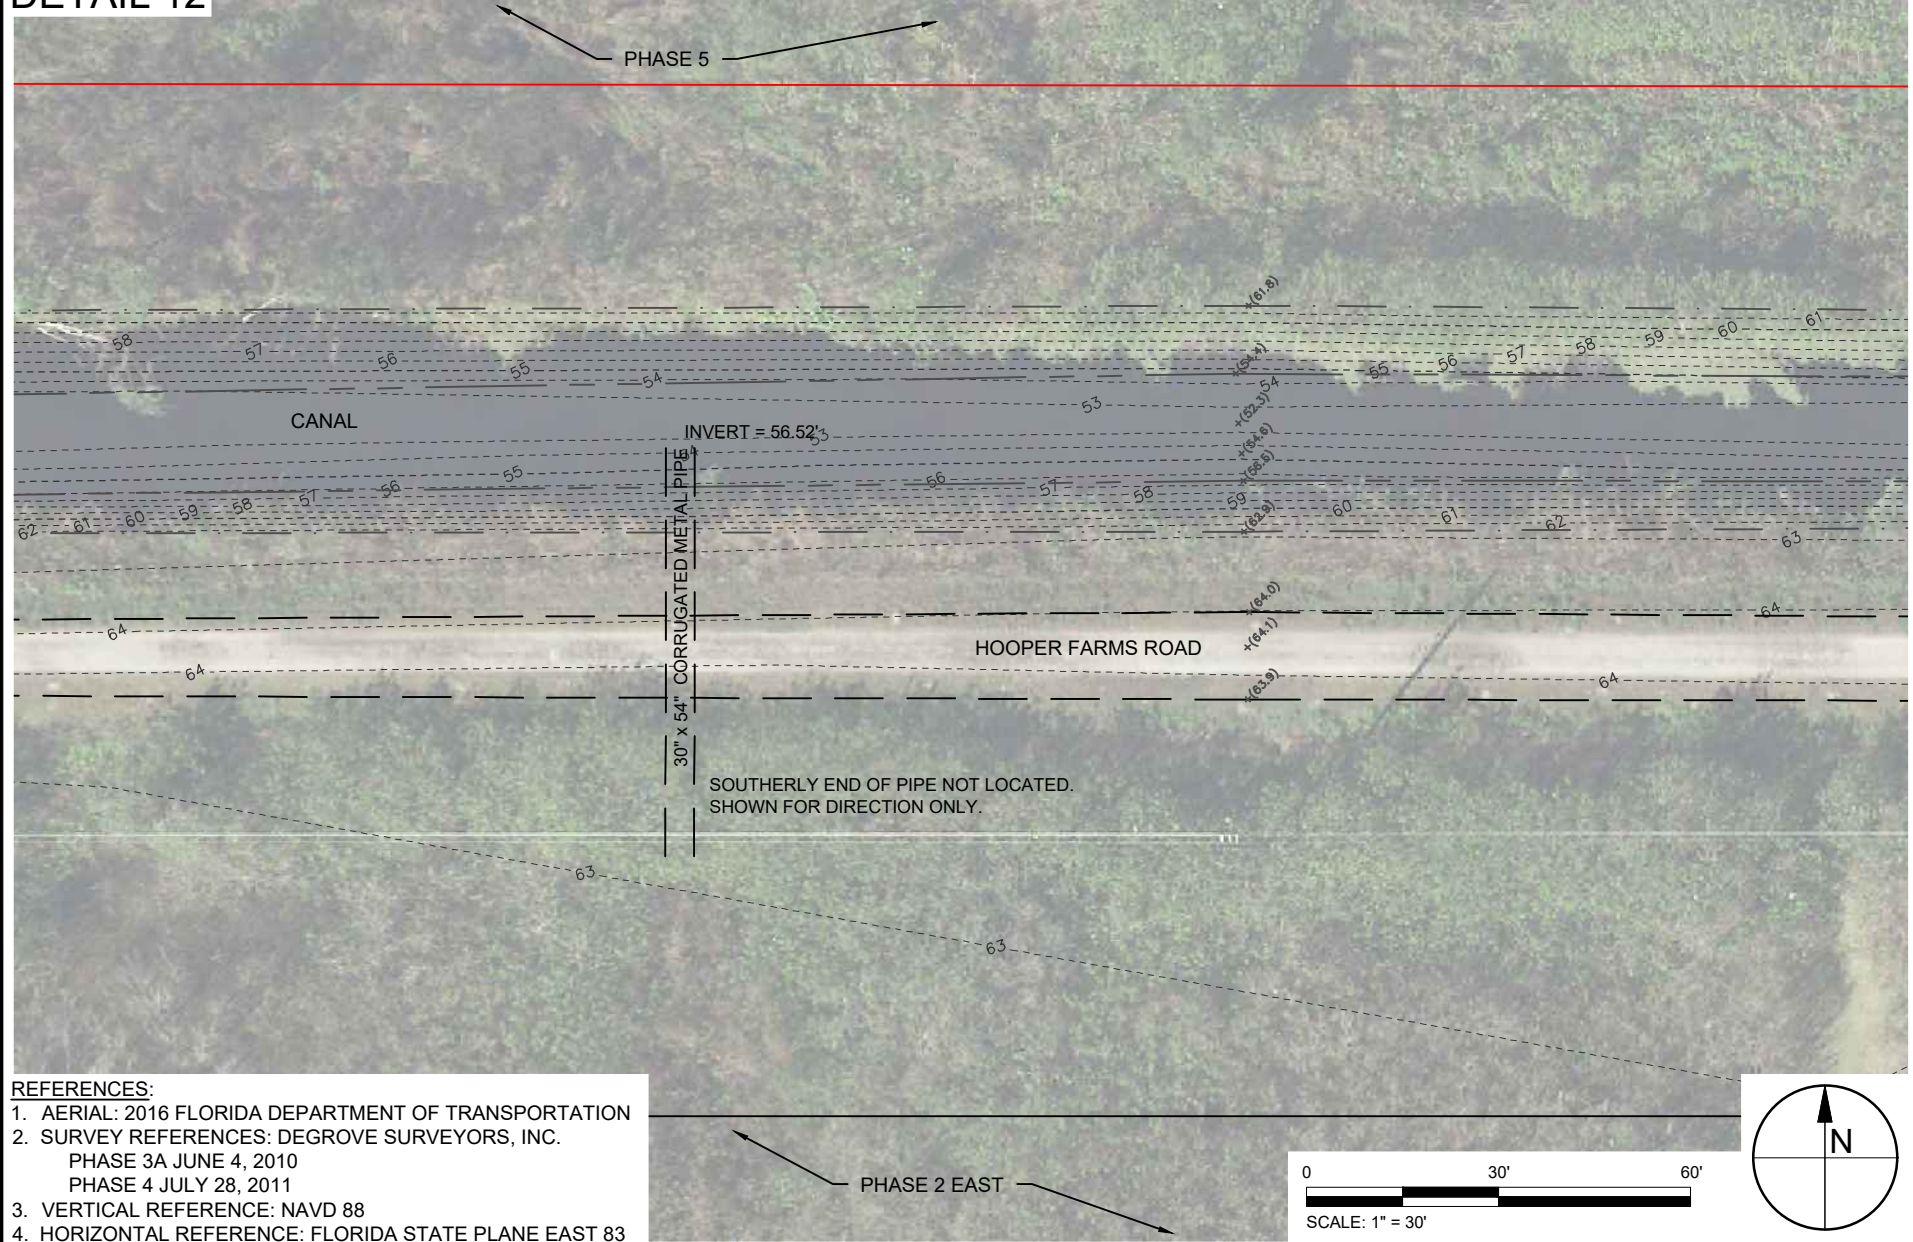 DETAIL 12
PHASE 5
+(61.8)
58
57
56
55
54
+(54.4)
54
55
56
57
58
59
60
61
CANAL
53
+(52.3)
INVERT = 56.52'
53
54
+(54.6)
+(56.5)
62
61
60
59
58
57
56
55
56
57
58
59
+(62.9)
60
61
62
63
30" x 54" CORRUGATED METAL PIPE
+(64.0)
64
64
+(64.1)
HOOPER FARMS ROAD
64
+(63.9)
64
SOUTHERLY END OF PIPE NOT LOCATED.
SHOWN FOR DIRECTION ONLY.
63
63
REFERENCES:
1. AERIAL: 2016 FLORIDA DEPARTMENT OF TRANSPORTATION
2. SURVEY REFERENCES: DEGROVE SURVEYORS, INC.
PHASE 3A JUNE 4, 2010
PHASE 4 JULY 28, 2011
3. VERTICAL REFERENCE: NAVD 88
4. HORIZONTAL REFERENCE: FLORIDA STATE PLANE EAST 83
PHASE 2 EAST
0 30' 60'
SCALE: 1" = 30'
N